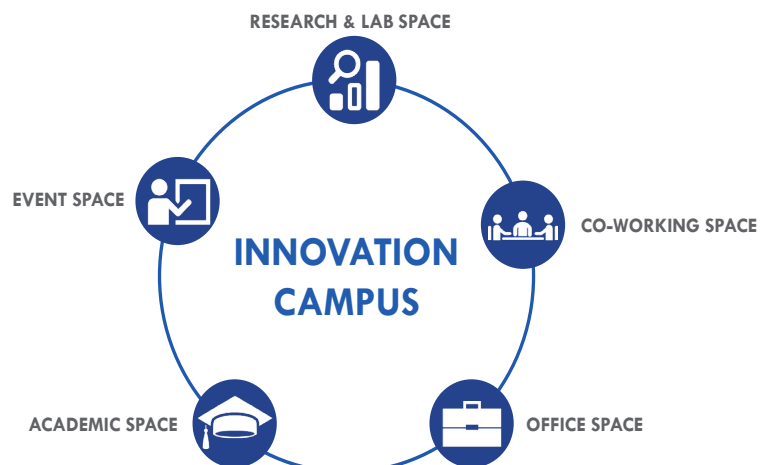 RESEARCH & LAB SPACE
EVENT SPACE
CO-WORKING SPACE
INNOVATION
CAMPUS
ACADEMIC SPACE
OFFICE SPACE